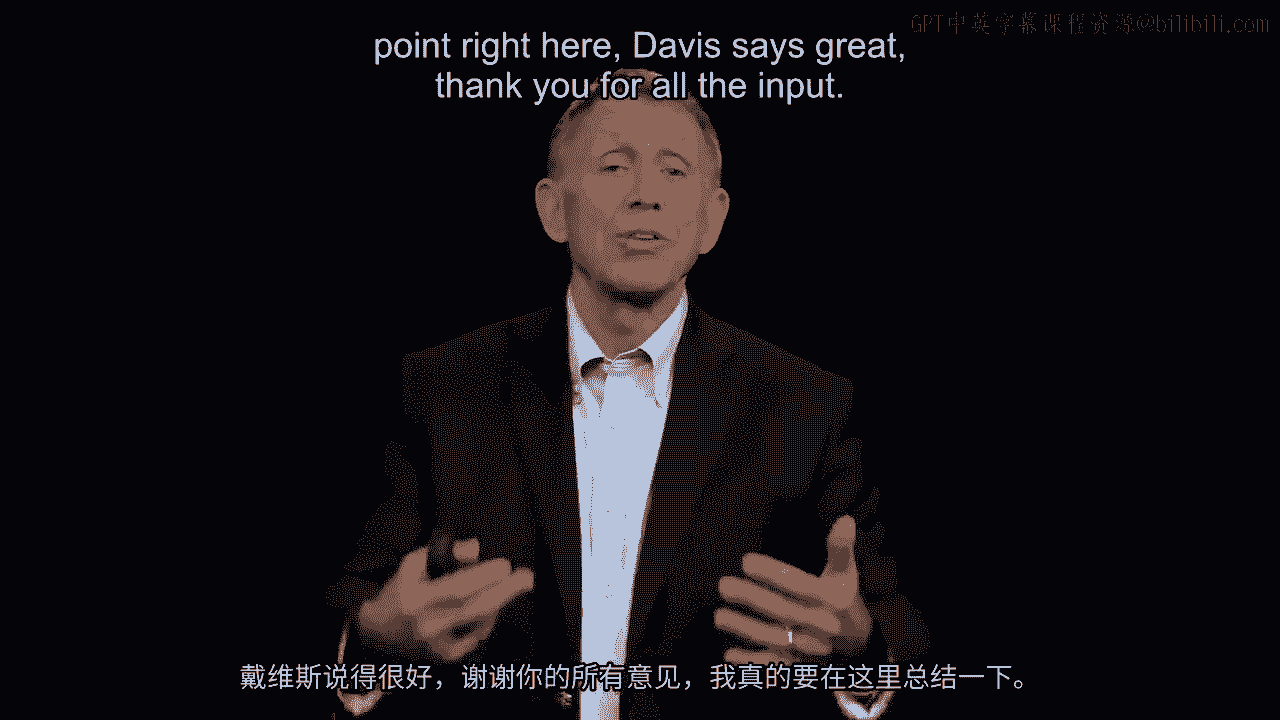 GPT中英字幕课程资源@bilibili.com
point right here, Davis says great,
thank you for all the input.
戴维斯说得很好，谢谢你的所有意见，我真的要在这里总结一下。